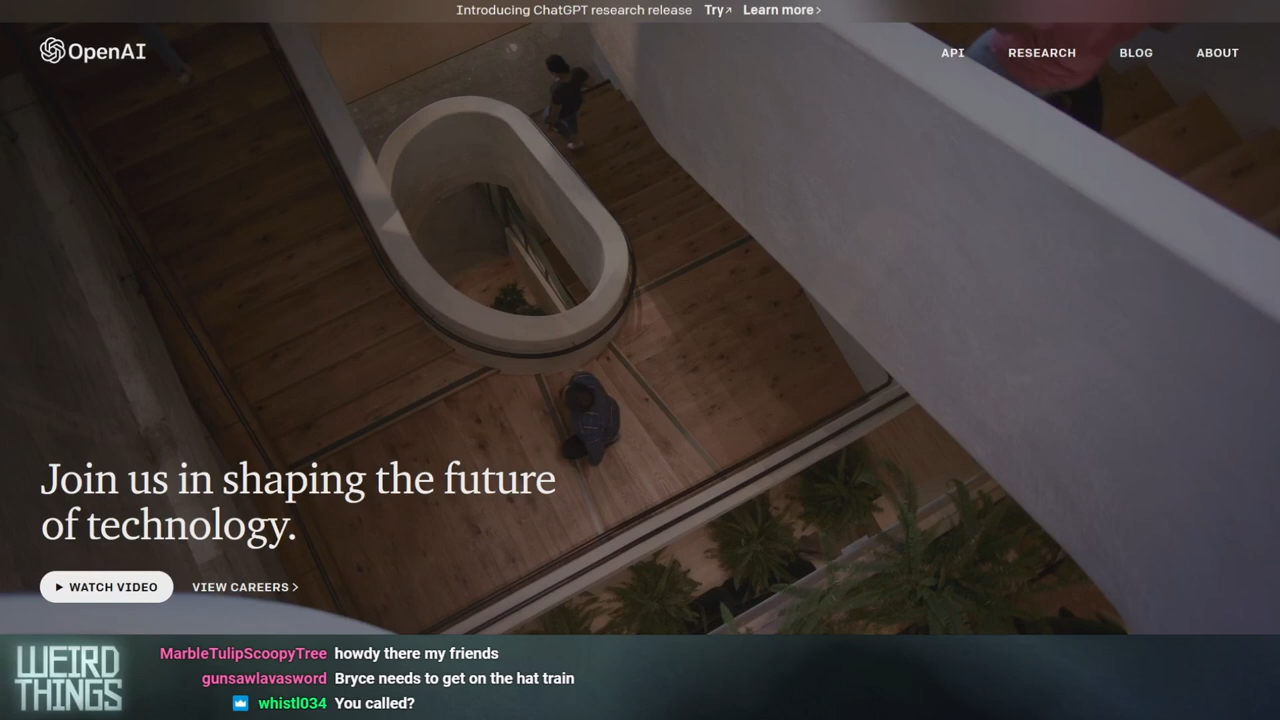 Introducing ChatGPT research release Try↗ Learn more >
OpenAI
API RESEARCH BLOG ABOUT
Join us in shaping the future
of technology.
WATCH VIDEO VIEW CAREERS >
WEIRD
THINGS
MarbleTulipScoopyTree howdy there my friends
gunsawlavasword Bryce needs to get on the hat train
whistl034 You called?